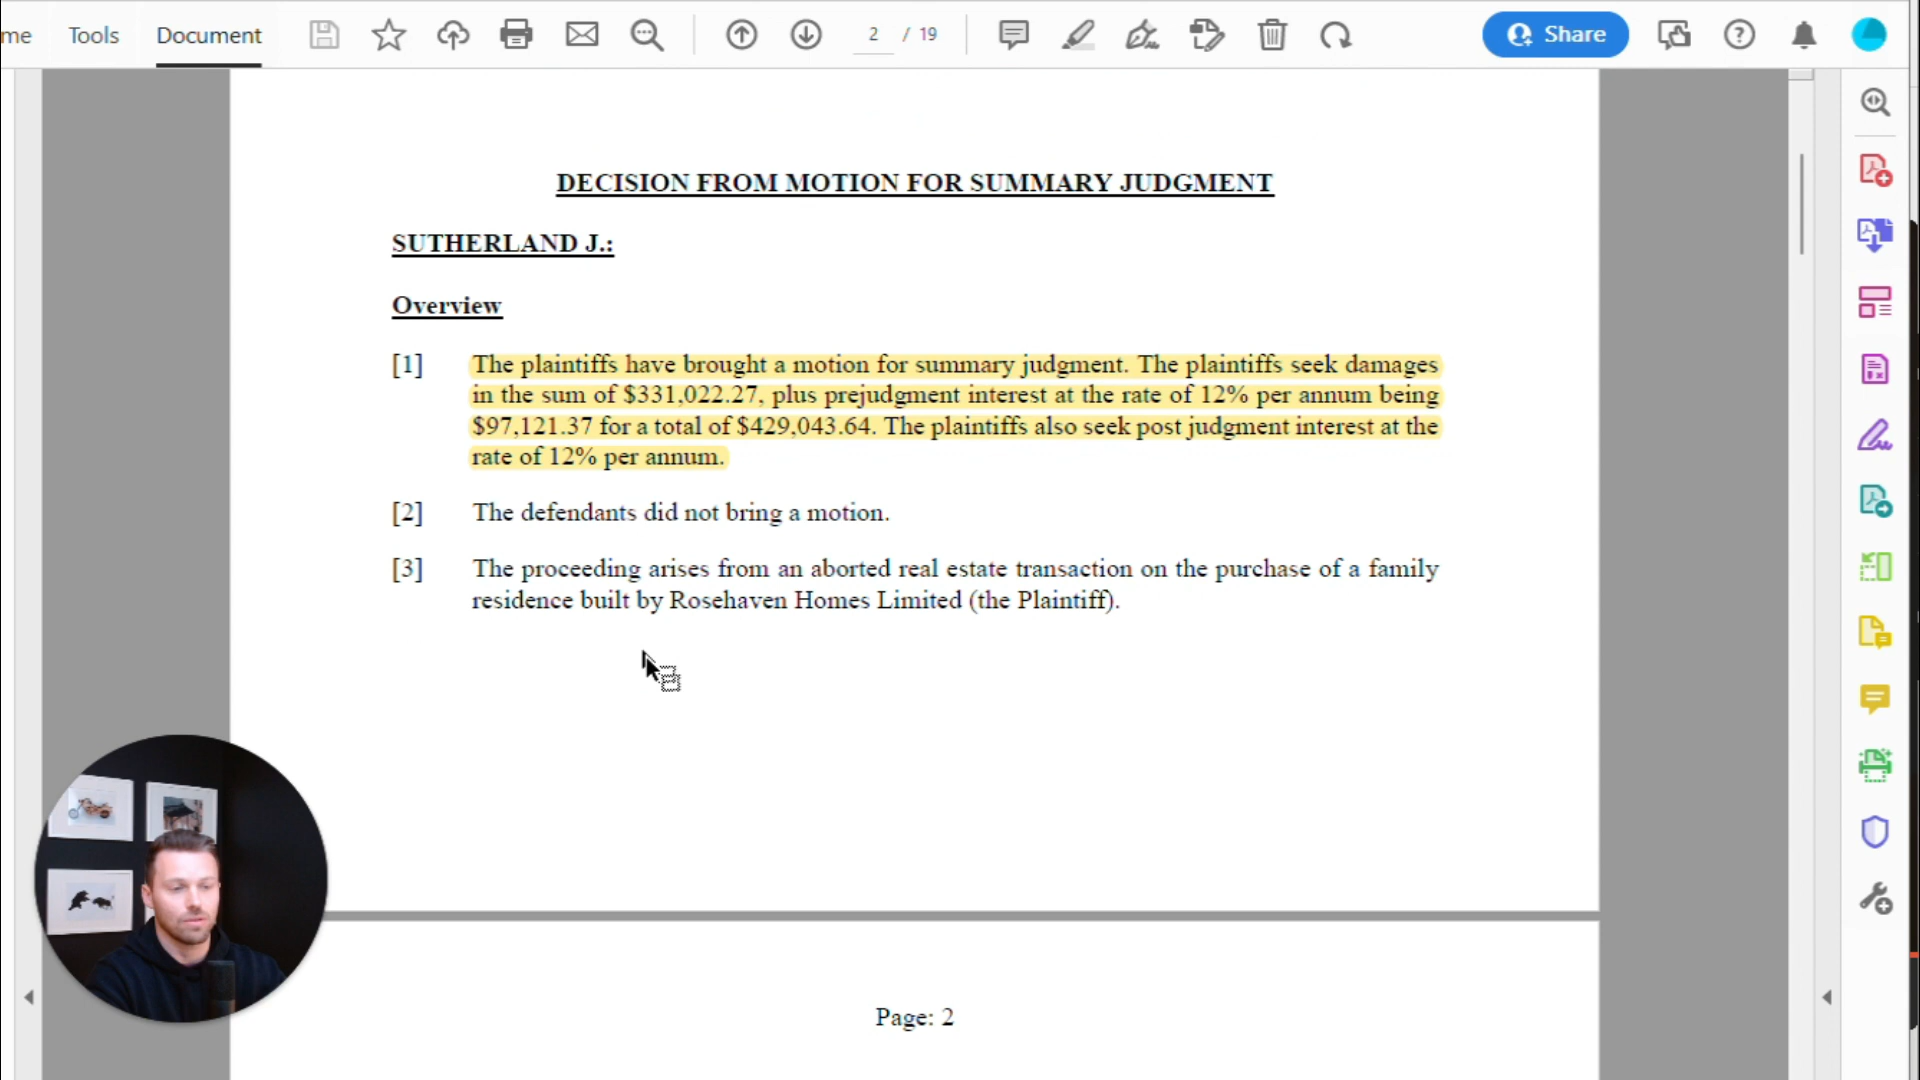 me Tools Document 2 / 19 Share
DECISION FROM MOTION FOR SUMMARY JUDGMENT
SUTHERLAND J.:
Overview
[1] The plaintiffs have brought a motion for summary judgment. The plaintiffs seek damages
in the sum of $331,022.27, plus prejudgment interest at the rate of 12% per annum being
$97,121.37 for a total of $429,043.64. The plaintiffs also seek post judgment interest at the
rate of 12% per annum.
[2] The defendants did not bring a motion.
[3] The proceeding arises from an aborted real estate transaction on the purchase of a family
residence built by Rosehaven Homes Limited (the Plaintiff).
Page: 2